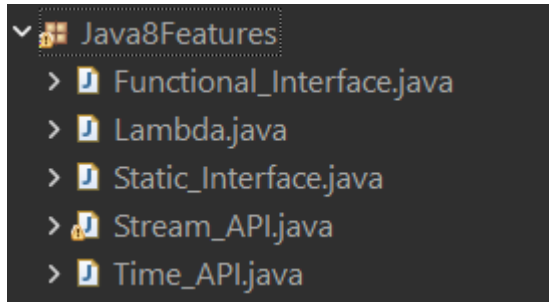 Java8Features
Functional_Interface.java
Lambda.java
Static_Interface.java
Stream_API.java
Time_API.java